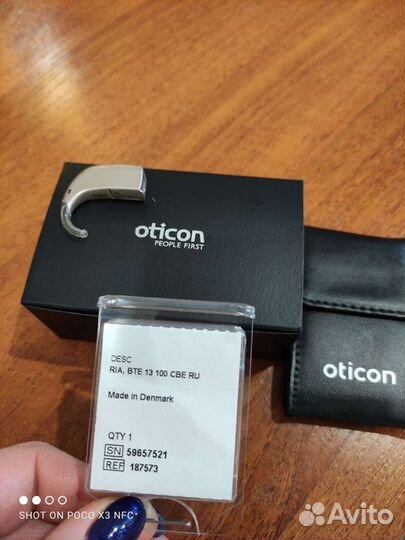 oticon
PEOPLE FIRST
oticon
DESC
RIA, BTE 13 100 CBE RU
Made in Denmark
QTY 1
SN 59657521
REF 187573
SHOT ON POCO X3 NFC
Avito